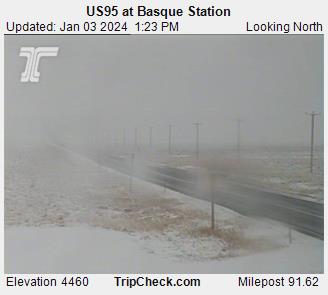 US95 at Basque Station
Updated: Jan 03 2024 1:23 PM Looking North
Elevation 4460 TripCheck.com Milepost 91.62